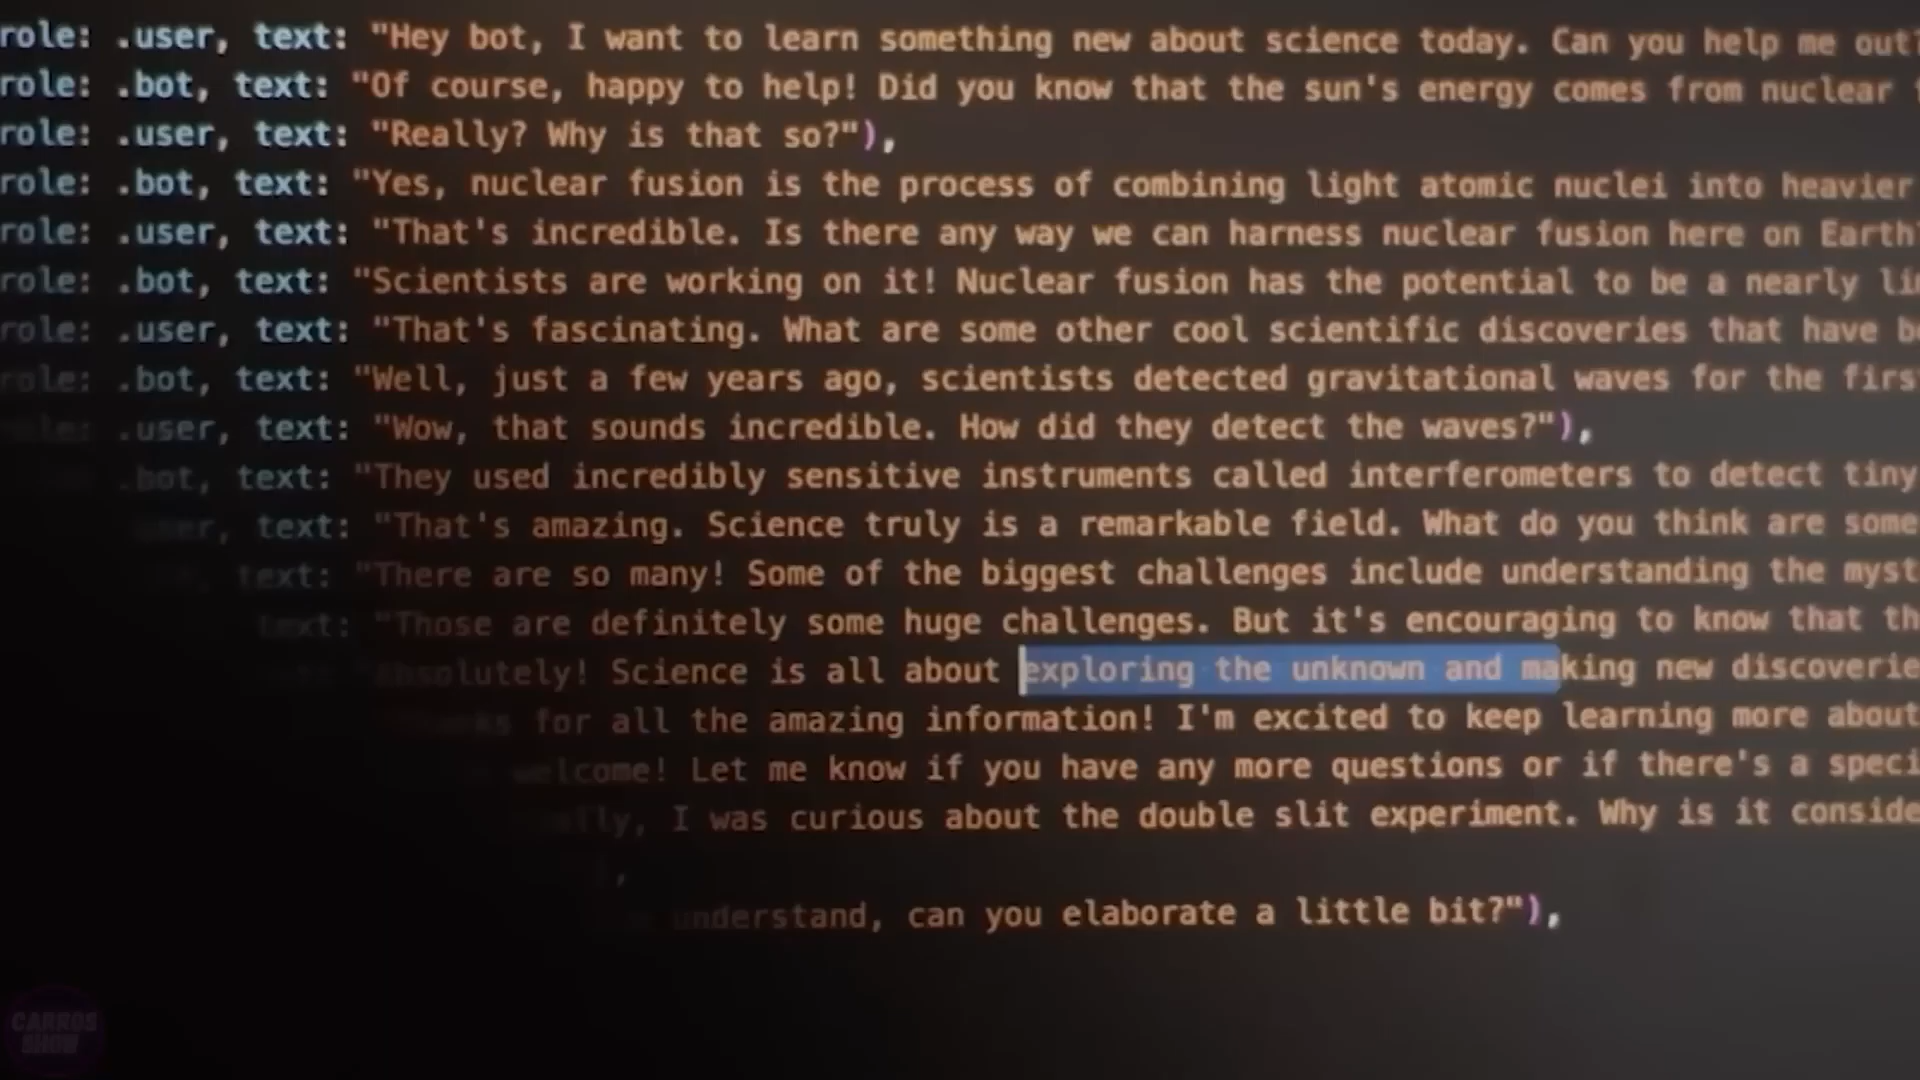 role: .user, text: "Hey bot, I want to learn something new about science today. Can you help me out?
role: .bot, text: "Of course, happy to help! Did you know that the sun's energy comes from nuclear
role: .user, text: "Really? Why is that so?"),
role: .bot, text: "Yes, nuclear fusion is the process of combining light atomic nuclei into heavier
role: .user, text: "That's incredible. Is there any way we can harness nuclear fusion here on Earth?
role: .bot, text: "Scientists are working on it! Nuclear fusion has the potential to be a nearly
role: .user, text: "That's fascinating. What are some other cool scientific discoveries that have
role: .bot, text: "Well, just a few years ago, scientists detected gravitational waves for the
.user, text: "Wow, that sounds incredible. How did they detect the waves?"),
.bot, text: "They used incredibly sensitive instruments called interferometers to detect tiny
user, text: "That's amazing. Science truly is a remarkable field. What do you think are some
text: "There are so many! Some of the biggest challenges include understanding the
text: "Those are definitely some huge challenges. But it's encouraging to know that
"Absolutely! Science is all about exploring the unknown and making new
for all the amazing information! I'm excited to keep learning more about
Let me know if you have any more questions or if there's a
I was curious about the double slit experiment. Why is it
,
understand, can you elaborate a little bit?"),
CARROS
SHOW